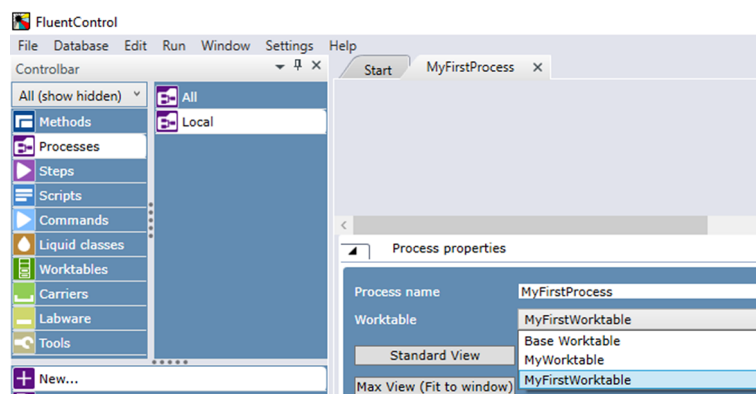 FluentControl
File Database Edit Run Window Settings Help
Controlbar
Start MyFirstProcess
All (show hidden)
All
Methods
Local
Processes
Steps
Scripts
Commands
Liquid classes
Worktables
Carriers
Labware
Tools
New...
Process properties
Process name MyFirstProcess
Worktable MyFirstWorktable
Base Worktable
Standard View
MyWorktable
MyFirstWorktable
Max View (Fit to window)